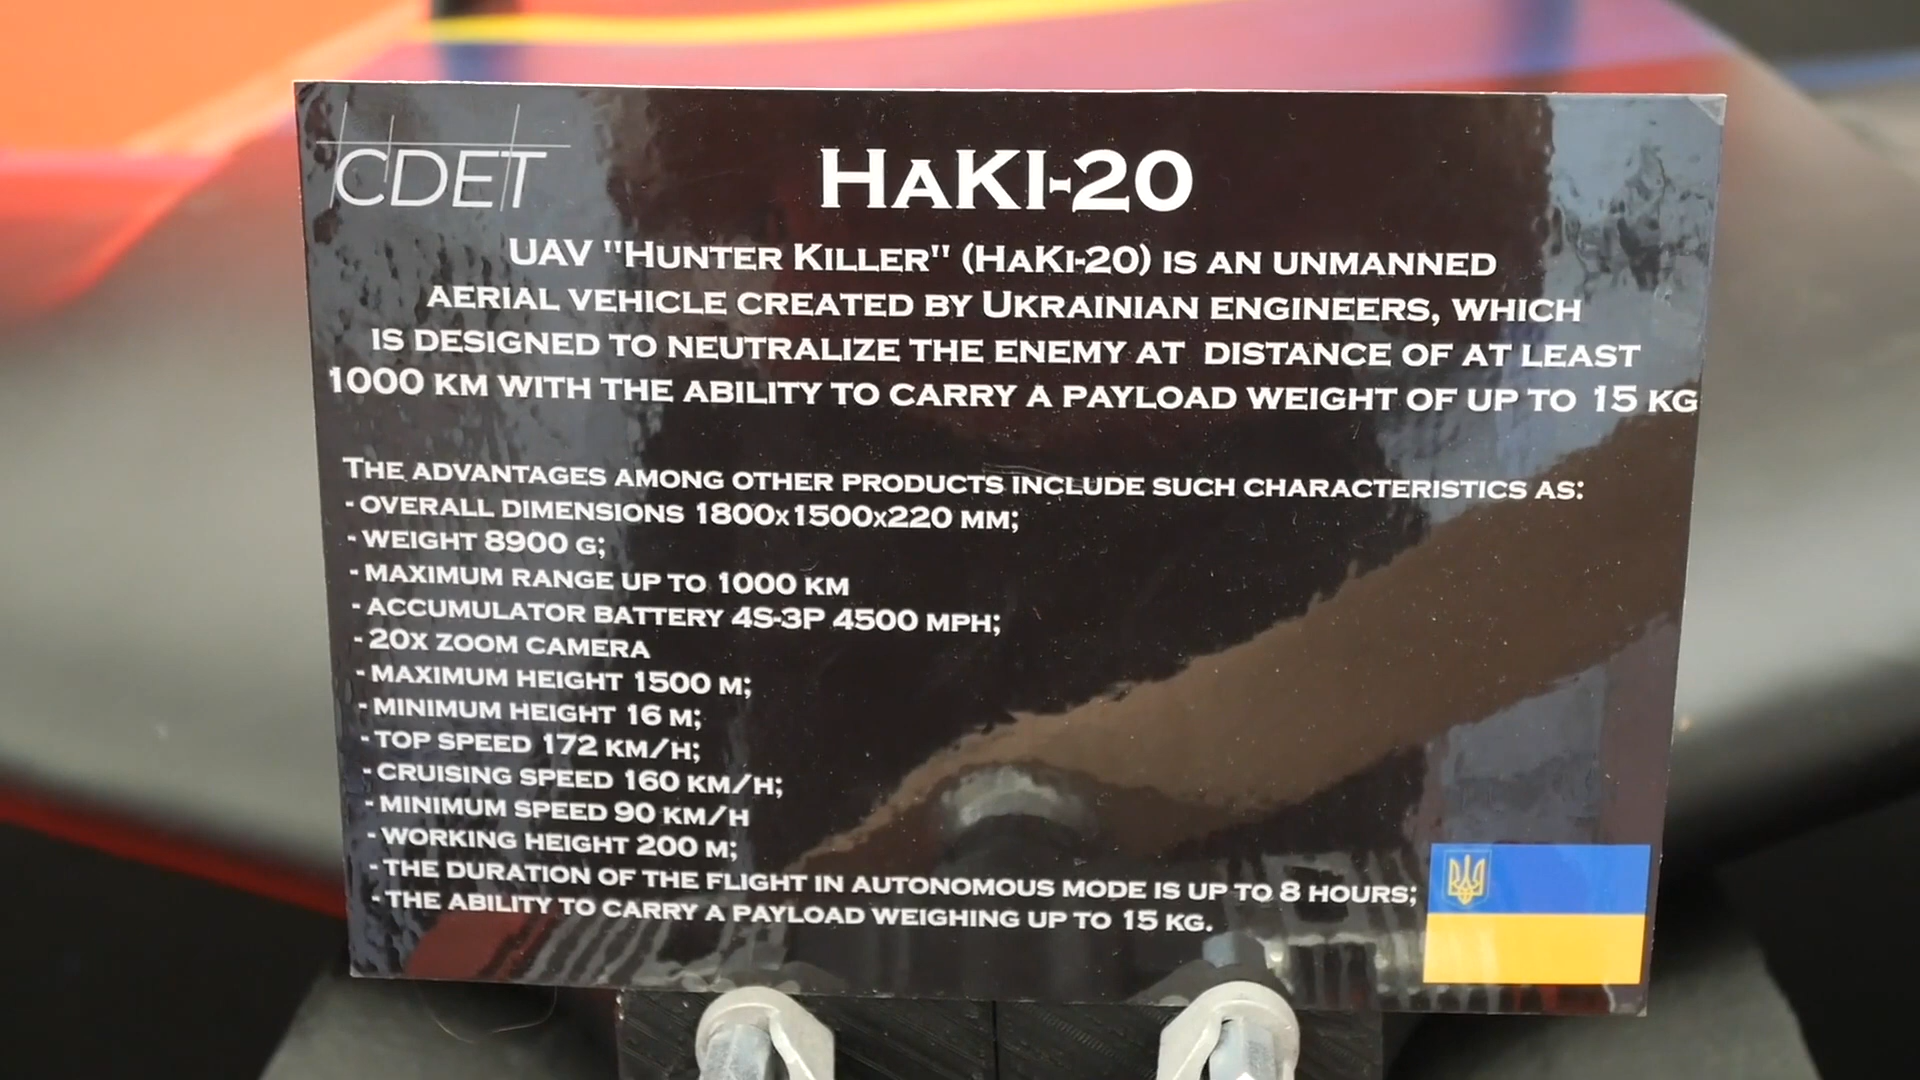 CDET
HAKI-20
UAV "HUNTER KILLER" (HAKI-20) IS AN UNMANNED
AERIAL VEHICLE CREATED BY UKRAINIAN ENGINEERS, WHICH
IS DESIGNED TO NEUTRALIZE THE ENEMY AT DISTANCE OF AT LEAST
1000 KM WITH THE ABILITY TO CARRY A PAYLOAD WEIGHT OF UP TO 15 KG
THE ADVANTAGES AMONG OTHER PRODUCTS INCLUDE SUCH CHARACTERISTICS AS:
- OVERALL DIMENSIONS 1800X1500X220 MM;
- WEIGHT 8900 G;
- MAXIMUM RANGE UP TO 1000 KM
- ACCUMULATOR BATTERY 4S-3P 4500 MPH;
- 20X ZOOM CAMERA
- MAXIMUM HEIGHT 1500 M;
- MINIMUM HEIGHT 16 M;
- TOP SPEED 172 KM/H;
- CRUISING SPEED 160 KM/H;
- MINIMUM SPEED 90 KM/H
- WORKING HEIGHT 200 M;
- THE DURATION OF THE FLIGHT IN AUTONOMOUS MODE IS UP TO 8 HOURS;
- THE ABILITY TO CARRY A PAYLOAD WEIGHING UP TO 15 KG.